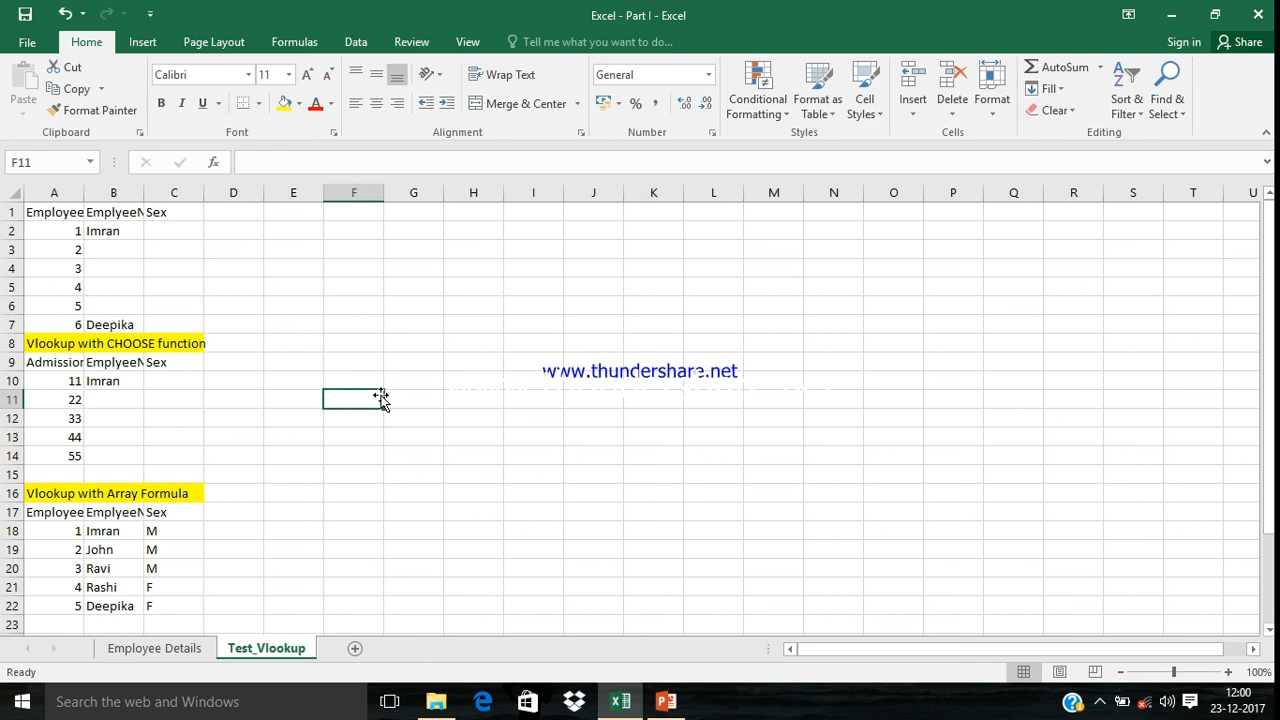 Excel - Part I - Excel
File Home Insert Page Layout Formulas Data Review View Tell me what you want to do... Sign in Share
Paste
Cut
Copy
Format Painter
Clipboard
Calibri 11
B I U
Font
Wrap Text
Merge & Center
Alignment
General
Number
Conditional Formatting
Format as Table
Cell Styles
Styles
Insert Delete Format
Cells
AutoSum
Fill
Clear
Sort & Filter
Find & Select
Editing
F11 fx
A B C D E F G H I J K L M N O P Q R S T U
1 Employee EmplyeeN Sex
2 1 Imran
3 2
4 3
5 4
6 5
7 6 Deepika
8 Vlookup with CHOOSE function
9 Admission EmplyeeN Sex
10 11 Imran
11 22
12 33
13 44
14 55
15
16 Vlookup with Array Formula
17 Employee EmplyeeN Sex
18 1 Imran M
19 2 John M
20 3 Ravi M
21 4 Rashi F
22 5 Deepika F
23
www.thundershare.net
Employee Details Test_Vlookup
Ready 100%
Search the web and Windows
12:00
23-12-2017